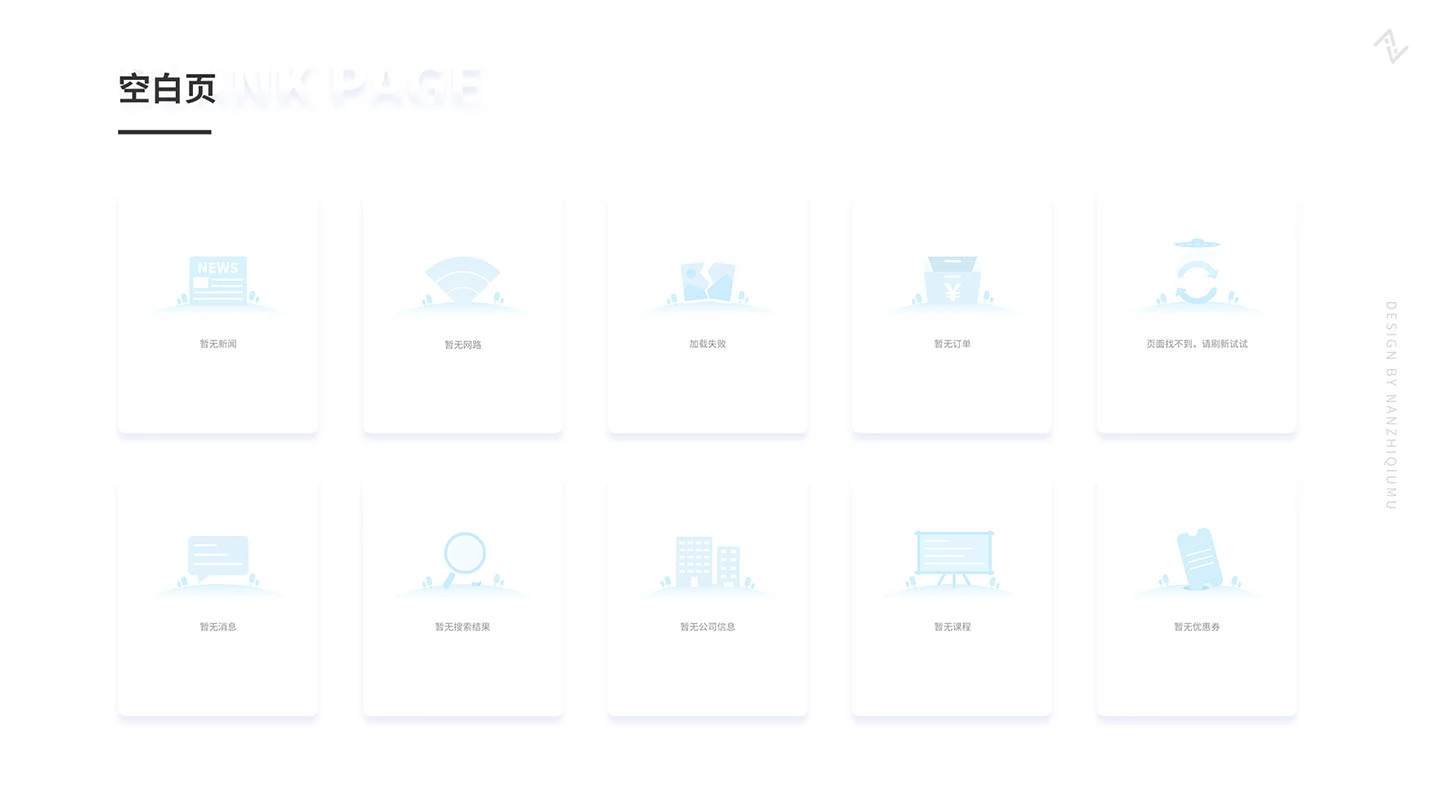 空白页
BLANK PAGE
NEWS
暂无新闻
暂无网路
加载失败
¥
暂无订单
页面找不到，请刷新试试
暂无消息
暂无搜索结果
暂无公司信息
暂无课程
暂无优惠券
DESIGN BY NANZHIQIUMU